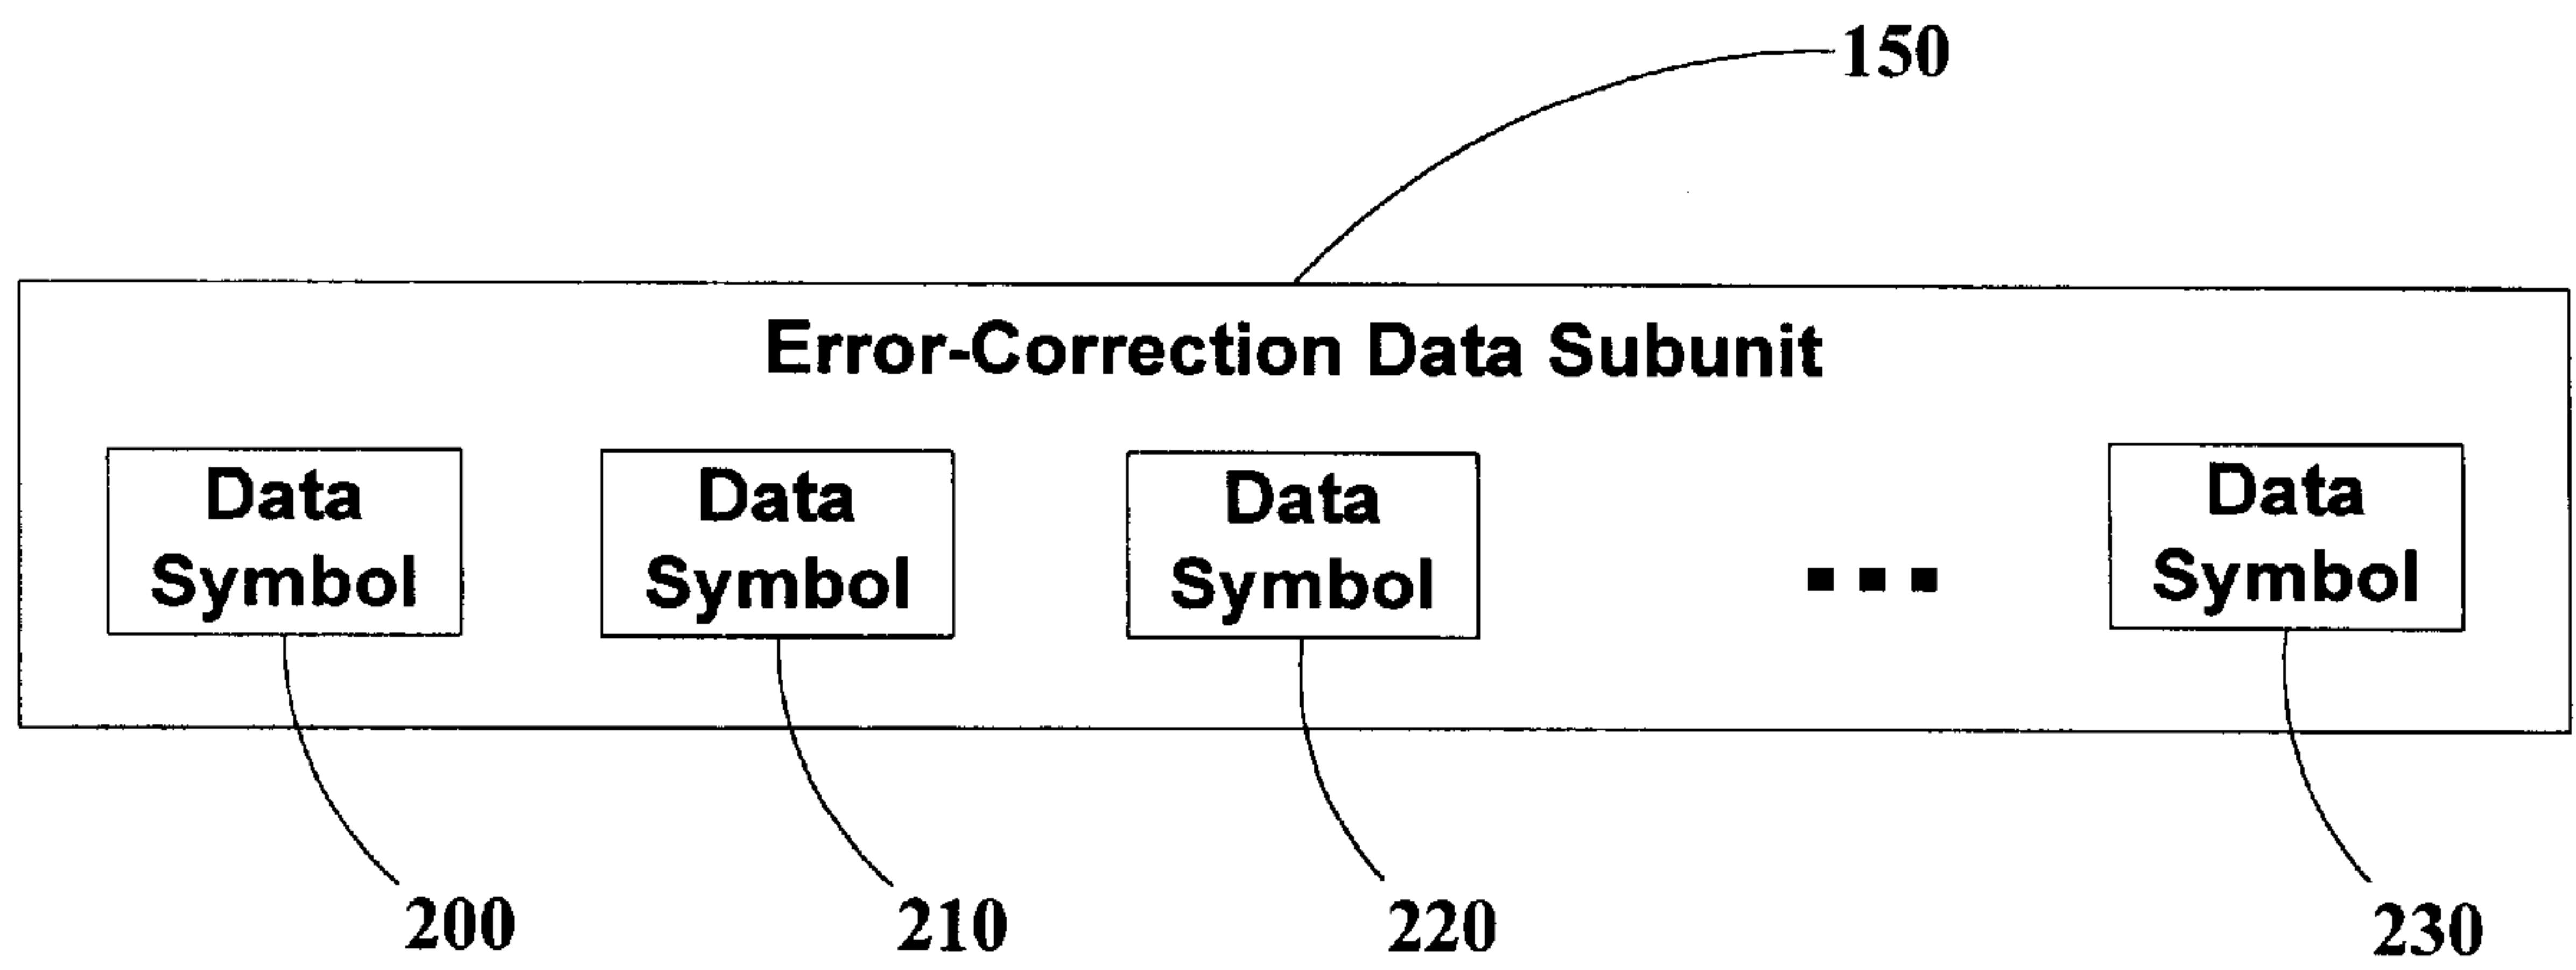 150
Error-Correction Data Subunit
Data
Symbol
Data
Symbol
Data
Symbol
Data
Symbol
200
210
220
230